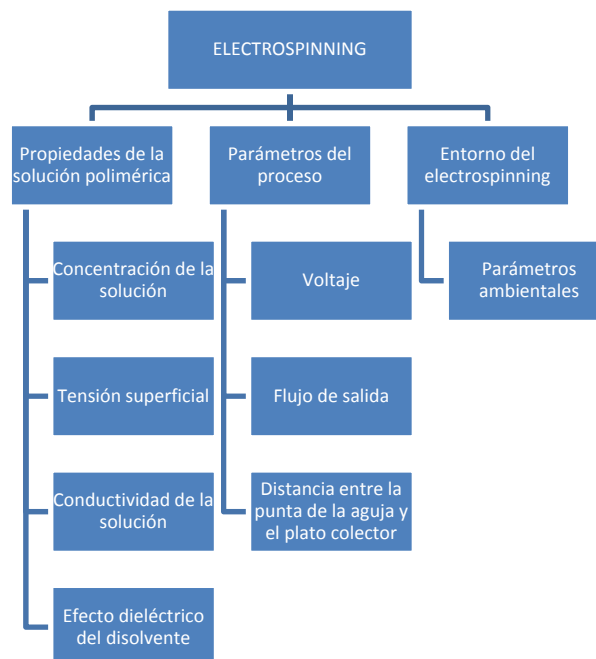 ELECTROSPINNING
Propiedades de la
solución polimérica
Concentración de la
solución
Tensión superficial
Conductividad de la
solución
Efecto dieléctrico
del disolvente
Parámetros del
proceso
Voltaje
Flujo de salida
Distancia entre la
punta de la aguja y
el plato colector
Entorno del
electrospinning
Parámetros
ambientales